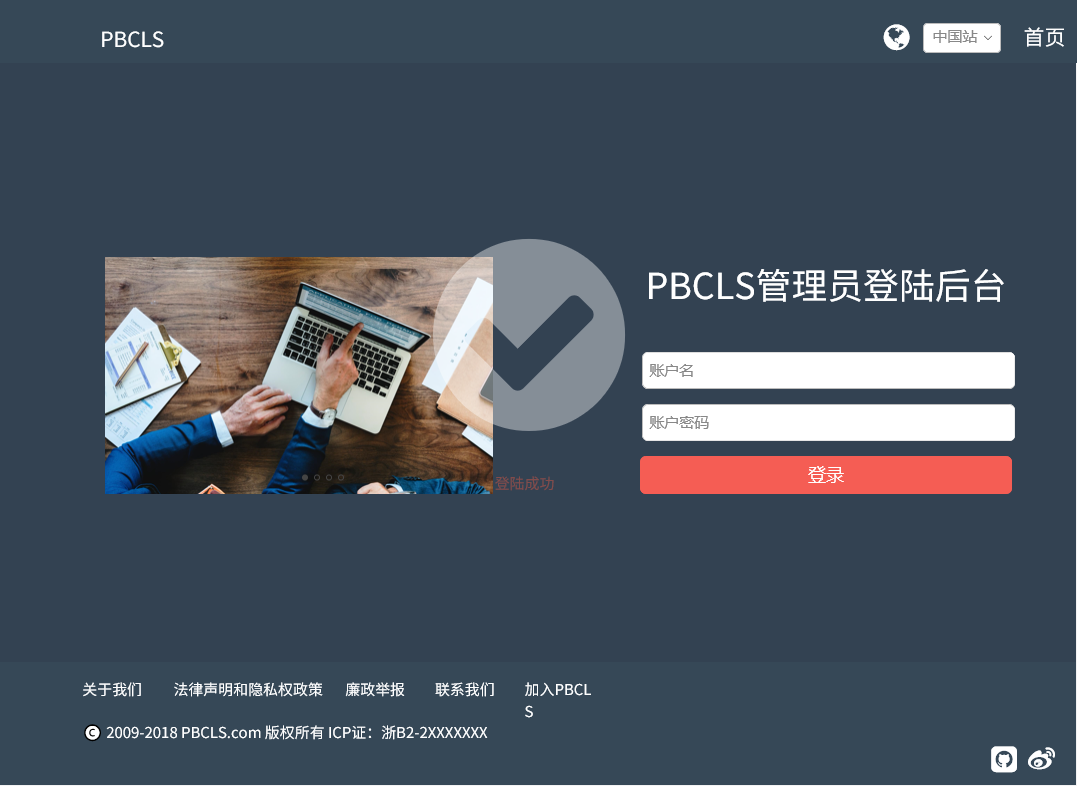 PBCLS
中国站
首页
PBCLS管理员登陆后台
账户名
账户密码
登录
登陆成功
关于我们
法律声明和隐私权政策
廉政举报
联系我们
加入PBCL
S
© 2009-2018 PBCLS.com 版权所有 ICP证：浙B2-2XXXXXXX